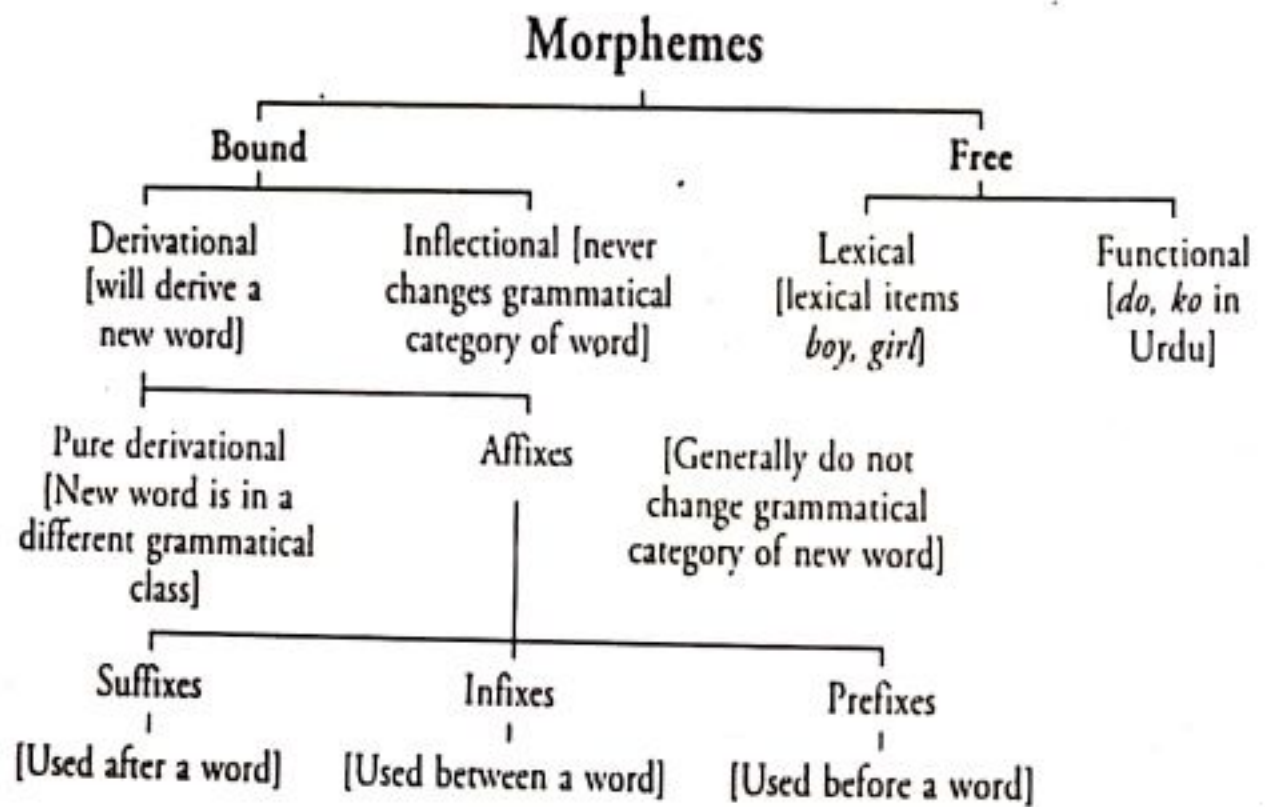 Morphemes
Bound
Free
Derivational
[will derive a
new word]
Inflectional [never
changes grammatical
category of word]
Lexical
[lexical items
boy, girl]
Functional
[do, ko in
Urdu]
Pure derivational
[New word is in a
different grammatical
class]
Affixes
[Generally do not
change grammatical
category of new word]
Suffixes
Infixes
Prefixes
[Used after a word]
[Used between a word]
[Used before a word]